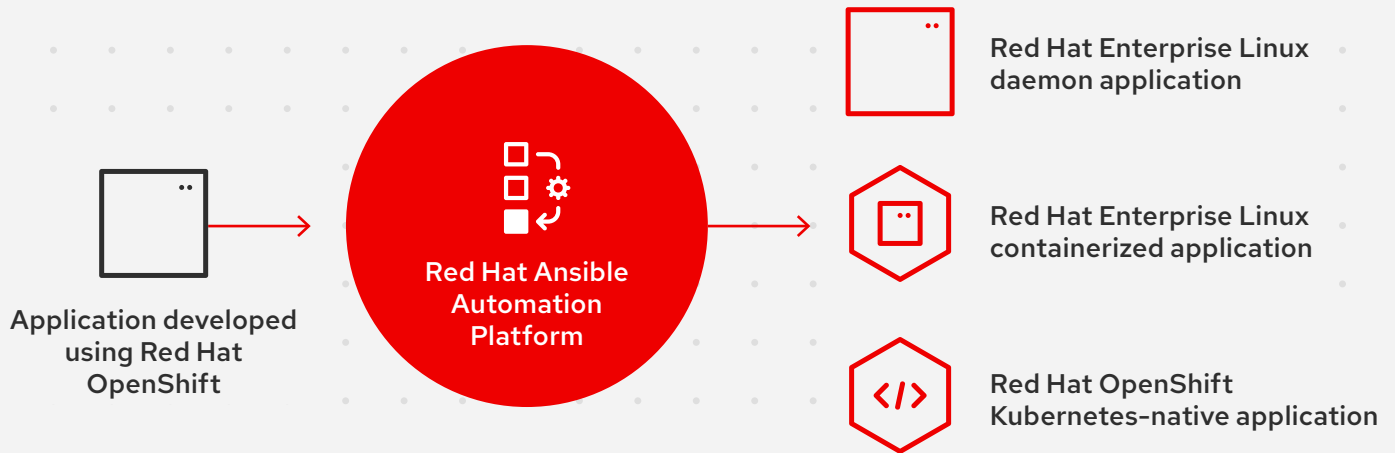 Application developed
using Red Hat
OpenShift
Red Hat Ansible
Automation
Platform
Red Hat Enterprise Linux
daemon application
Red Hat Enterprise Linux
containerized application
</>
Red Hat OpenShift
Kubernetes-native application